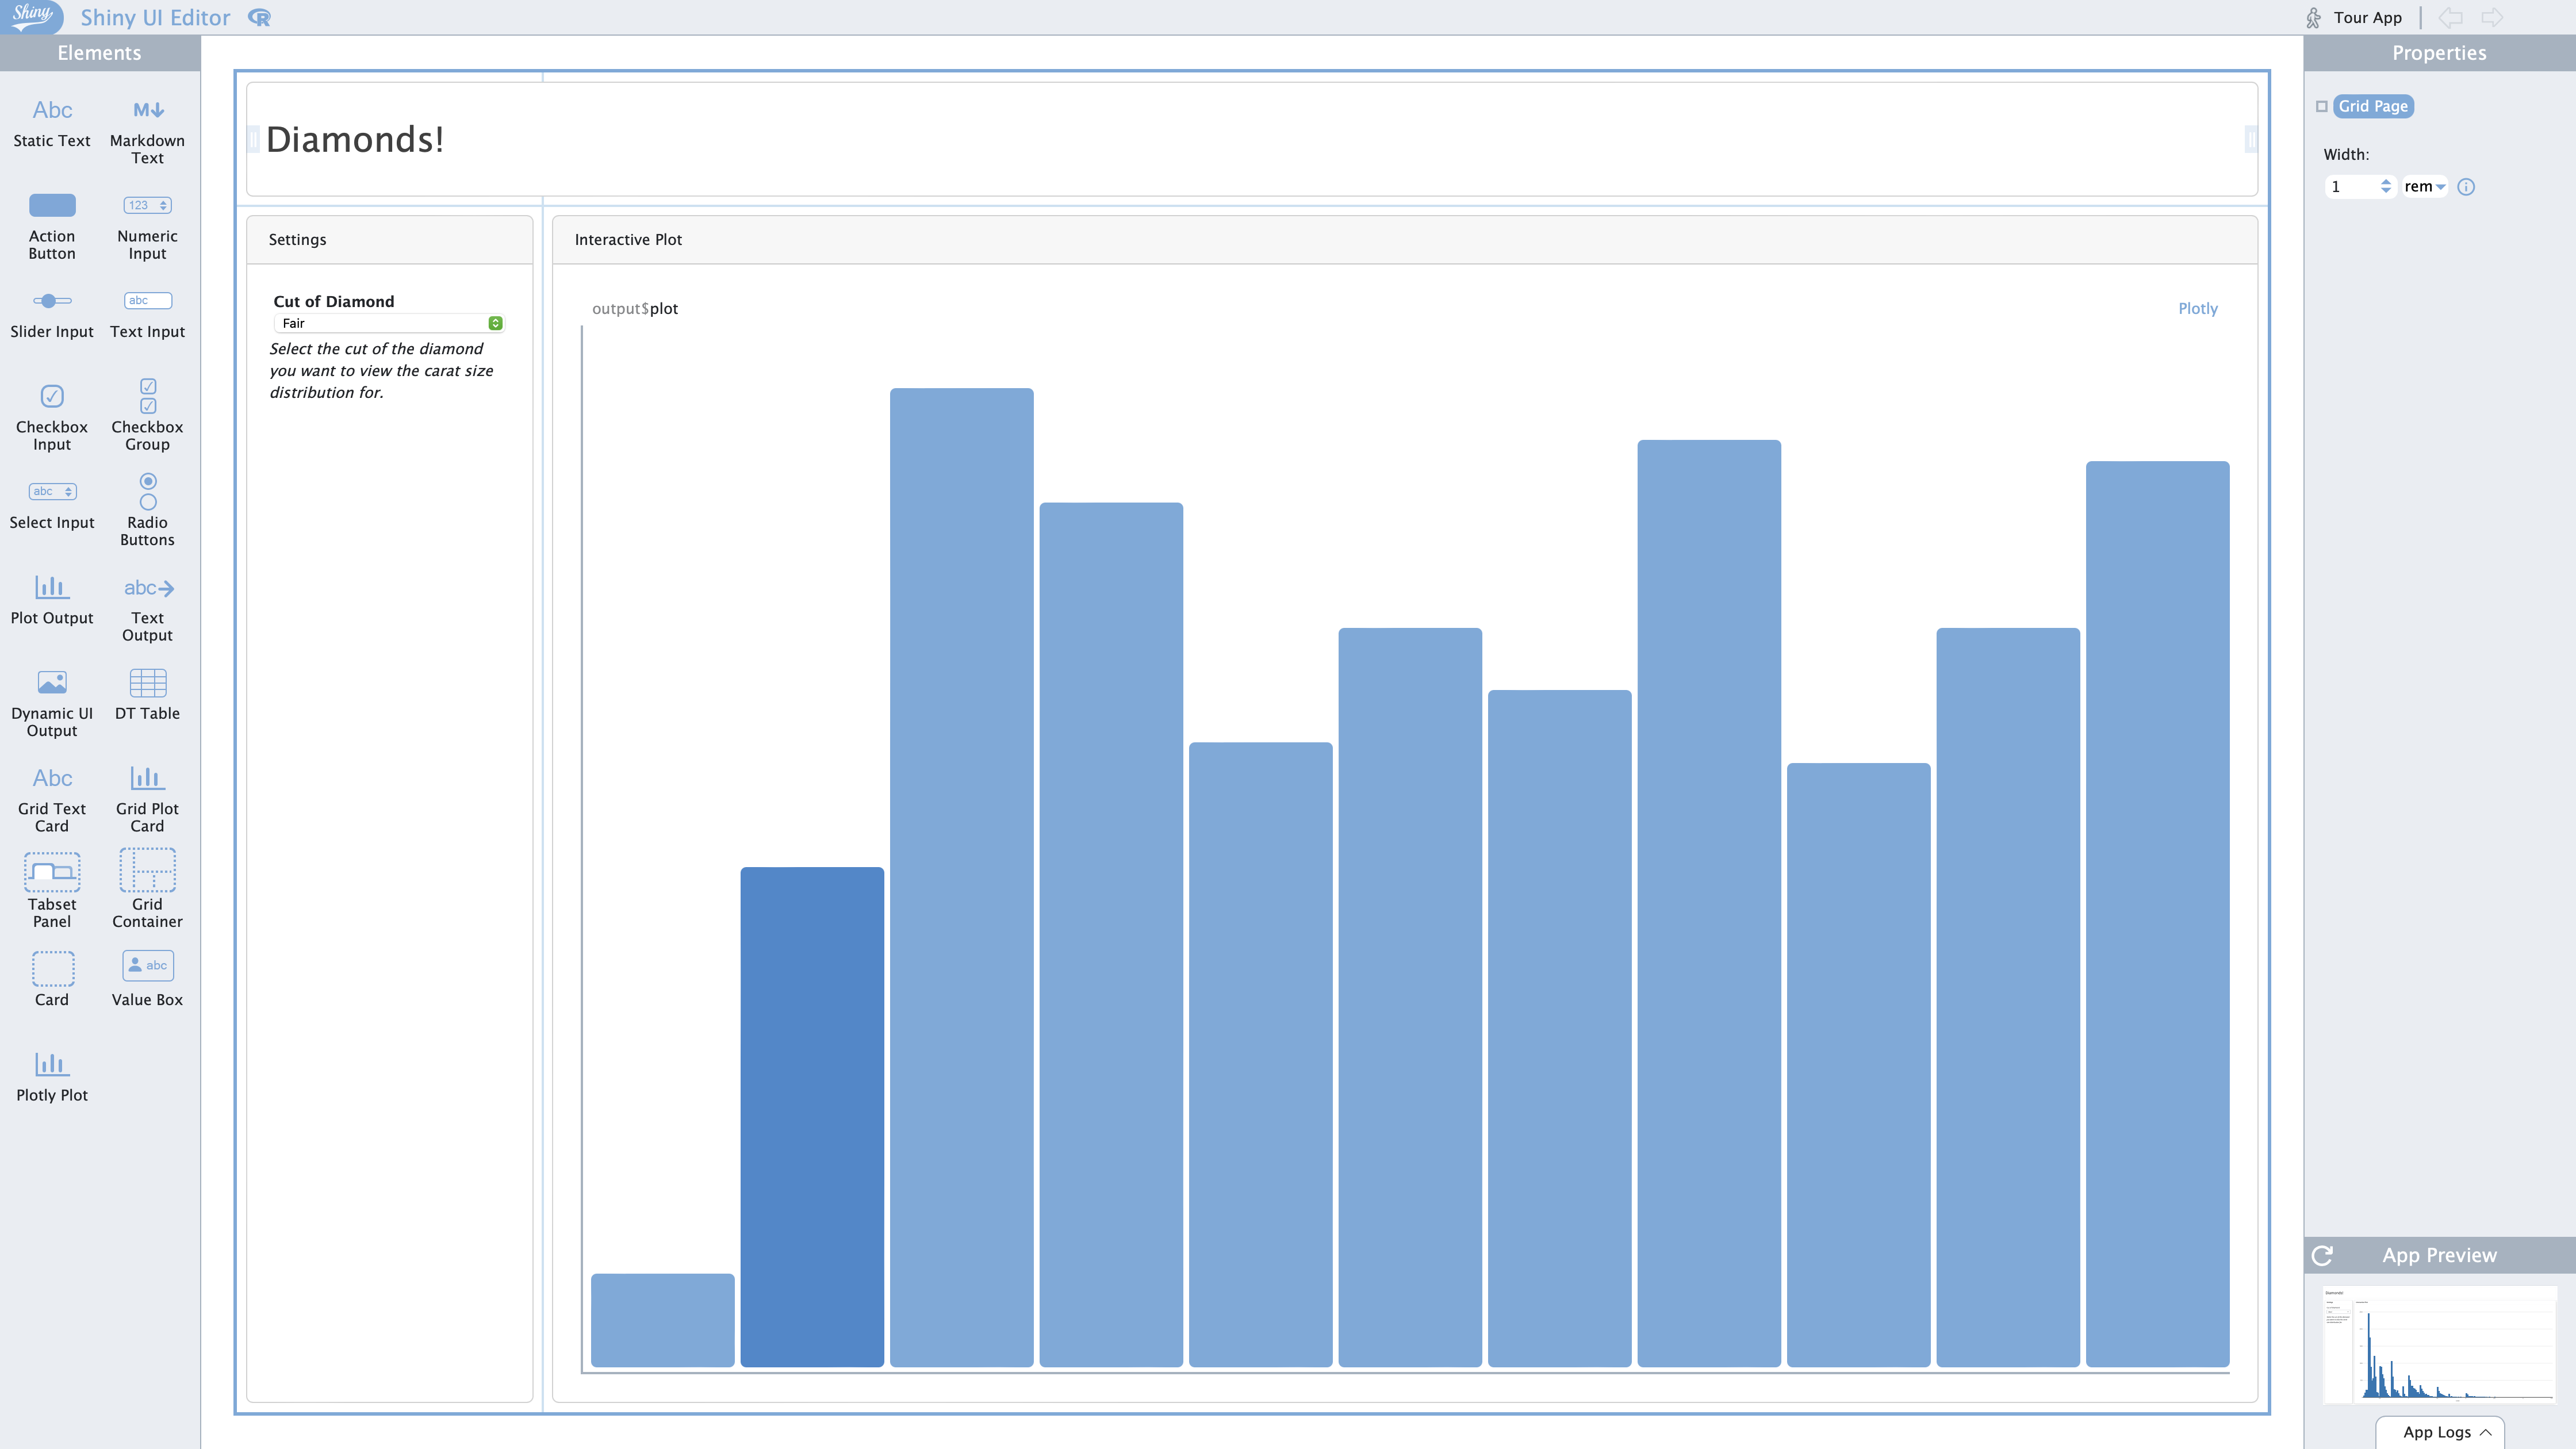 Shiny
Shiny UI Editor
R
Tour App
Elements
Properties
Abc
Static Text
M
Markdown
Text
Action
Button
123
Numeric
Input
Slider Input
abc
Text Input
Checkbox
Input
Checkbox
Group
abc
Select Input
Radio
Buttons
Plot Output
abc
Text
Output
Dynamic UI
Output
DT Table
Abc
Grid Text
Card
Grid Plot
Card
Tabset
Panel
Grid
Container
Card
abc
Value Box
Plotly Plot
Diamonds!
Settings
Cut of Diamond
Fair
Select the cut of the diamond
you want to view the carat size
distribution for.
Interactive Plot
output$plot
Plotly
Grid Page
Width:
1 rem
App Preview
Diamonds!
App Logs